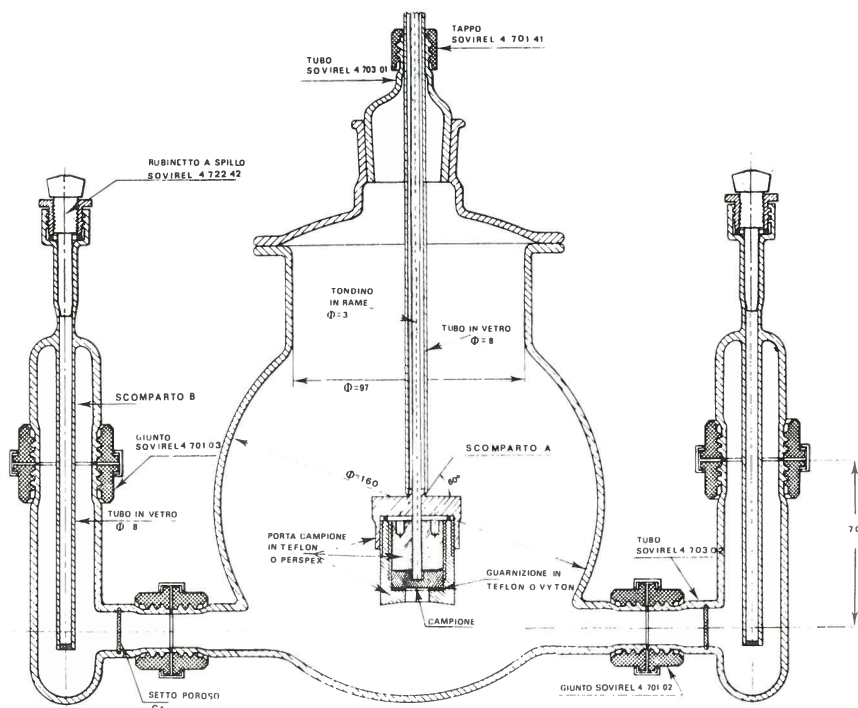 TAPPO
SOVIREL 4 701 41
TUBO
SOVIREL 4 703 01
RUBINETTO A SPILLO
SOVIREL 4 722 42
TONDINO
IN RAME
Φ=3
TUBO IN VETRO
Φ=8
Φ=97
SCOMPARTO B
GIUNTO
SOVIREL 4 701 03
SCOMPARTO A
Φ=160
60°
TUBO IN VETRO
Φ 8
PORTA CAMPIONE
IN TEFLON
O PERSPEX
TUBO
SOVIREL 4 703 02
GUARNIZIONE IN
TEFLON O VYTON
CAMPIONE
SETTO POROSO
GIUNTO SOVIREL 4 701 02